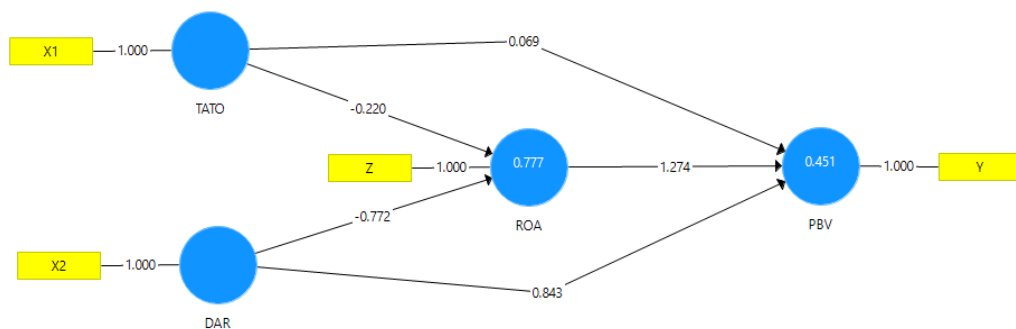 X1
1.000
TATO
0.069
-0.220
Z
1.000
0.777
ROA
1.274
0.451
PBV
1.000
Y
-0.772
X2
1.000
DAR
0.843